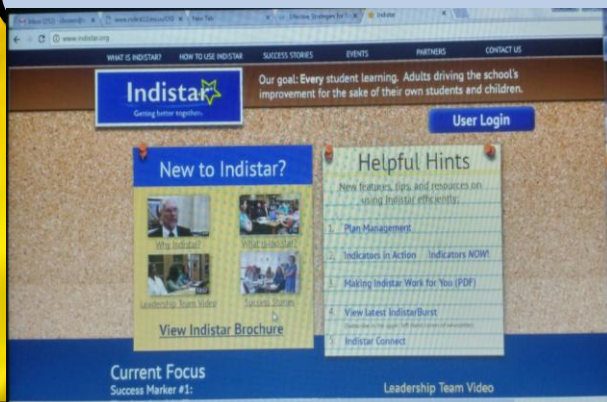 www.indistar.org
WHAT IS INDISTAR? HOW TO USE INDISTAR SUCCESS STORIES EVENTS PARTNERS CONTACT US
Indistar
Getting better together.
Our goal: Every student learning. Adults driving the school's
improvement for the sake of their own students and children.
User Login
New to Indistar?
Why Indistar? What is Indistar?
Leadership Team Video Success Stories
View Indistar Brochure
Helpful Hints
New features, tips, and resources on
using Indistar efficiently:
1. Plan Management
2. Indicators in Action Indicators NOW!
3. Making Indistar Work for You (PDF)
4. View latest IndistarBurst
5. Indistar Connect
Current Focus
Success Marker #1:
Leadership Team Video